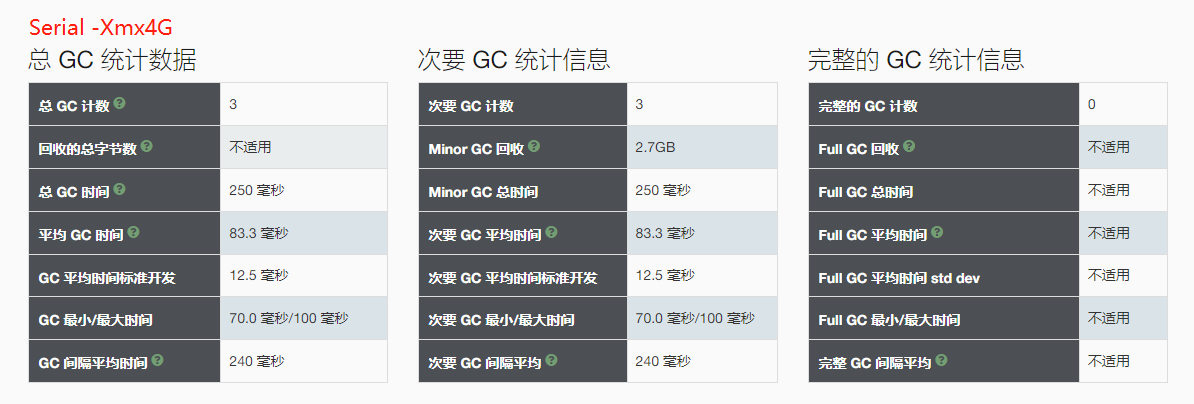 Serial -Xmx4G
总 GC 统计数据
总 GC 计数 3
回收的总字节数 不适用
总 GC 时间 250 毫秒
平均 GC 时间 83.3 毫秒
GC 平均时间标准开发 12.5 毫秒
GC 最小/最大时间 70.0 毫秒/100 毫秒
GC 间隔平均时间 240 毫秒
次要 GC 统计信息
次要 GC 计数 3
Minor GC 回收 2.7GB
Minor GC 总时间 250 毫秒
次要 GC 平均时间 83.3 毫秒
次要 GC 平均时间标准开发 12.5 毫秒
次要 GC 最小/最大时间 70.0 毫秒/100 毫秒
次要 GC 间隔平均 240 毫秒
完整的 GC 统计信息
完整的 GC 计数 0
Full GC 回收 不适用
Full GC 总时间 不适用
Full GC 平均时间 不适用
Full GC 平均时间 std dev 不适用
Full GC 最小/最大时间 不适用
完整 GC 间隔平均 不适用